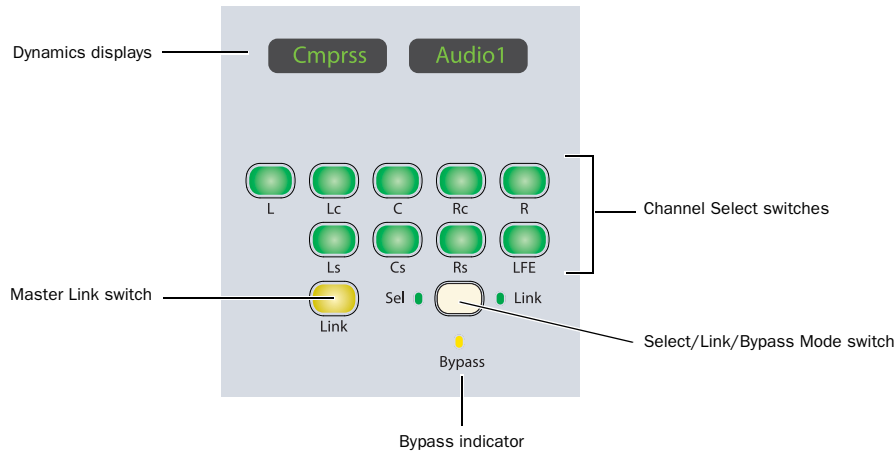 Dynamics displays
Cmprss Audio1
L Lc C Rc R
Channel Select switches
Ls Cs Rs LFE
Master Link switch
Sel Link
Link
Select/Link/Bypass Mode switch
Bypass
Bypass indicator